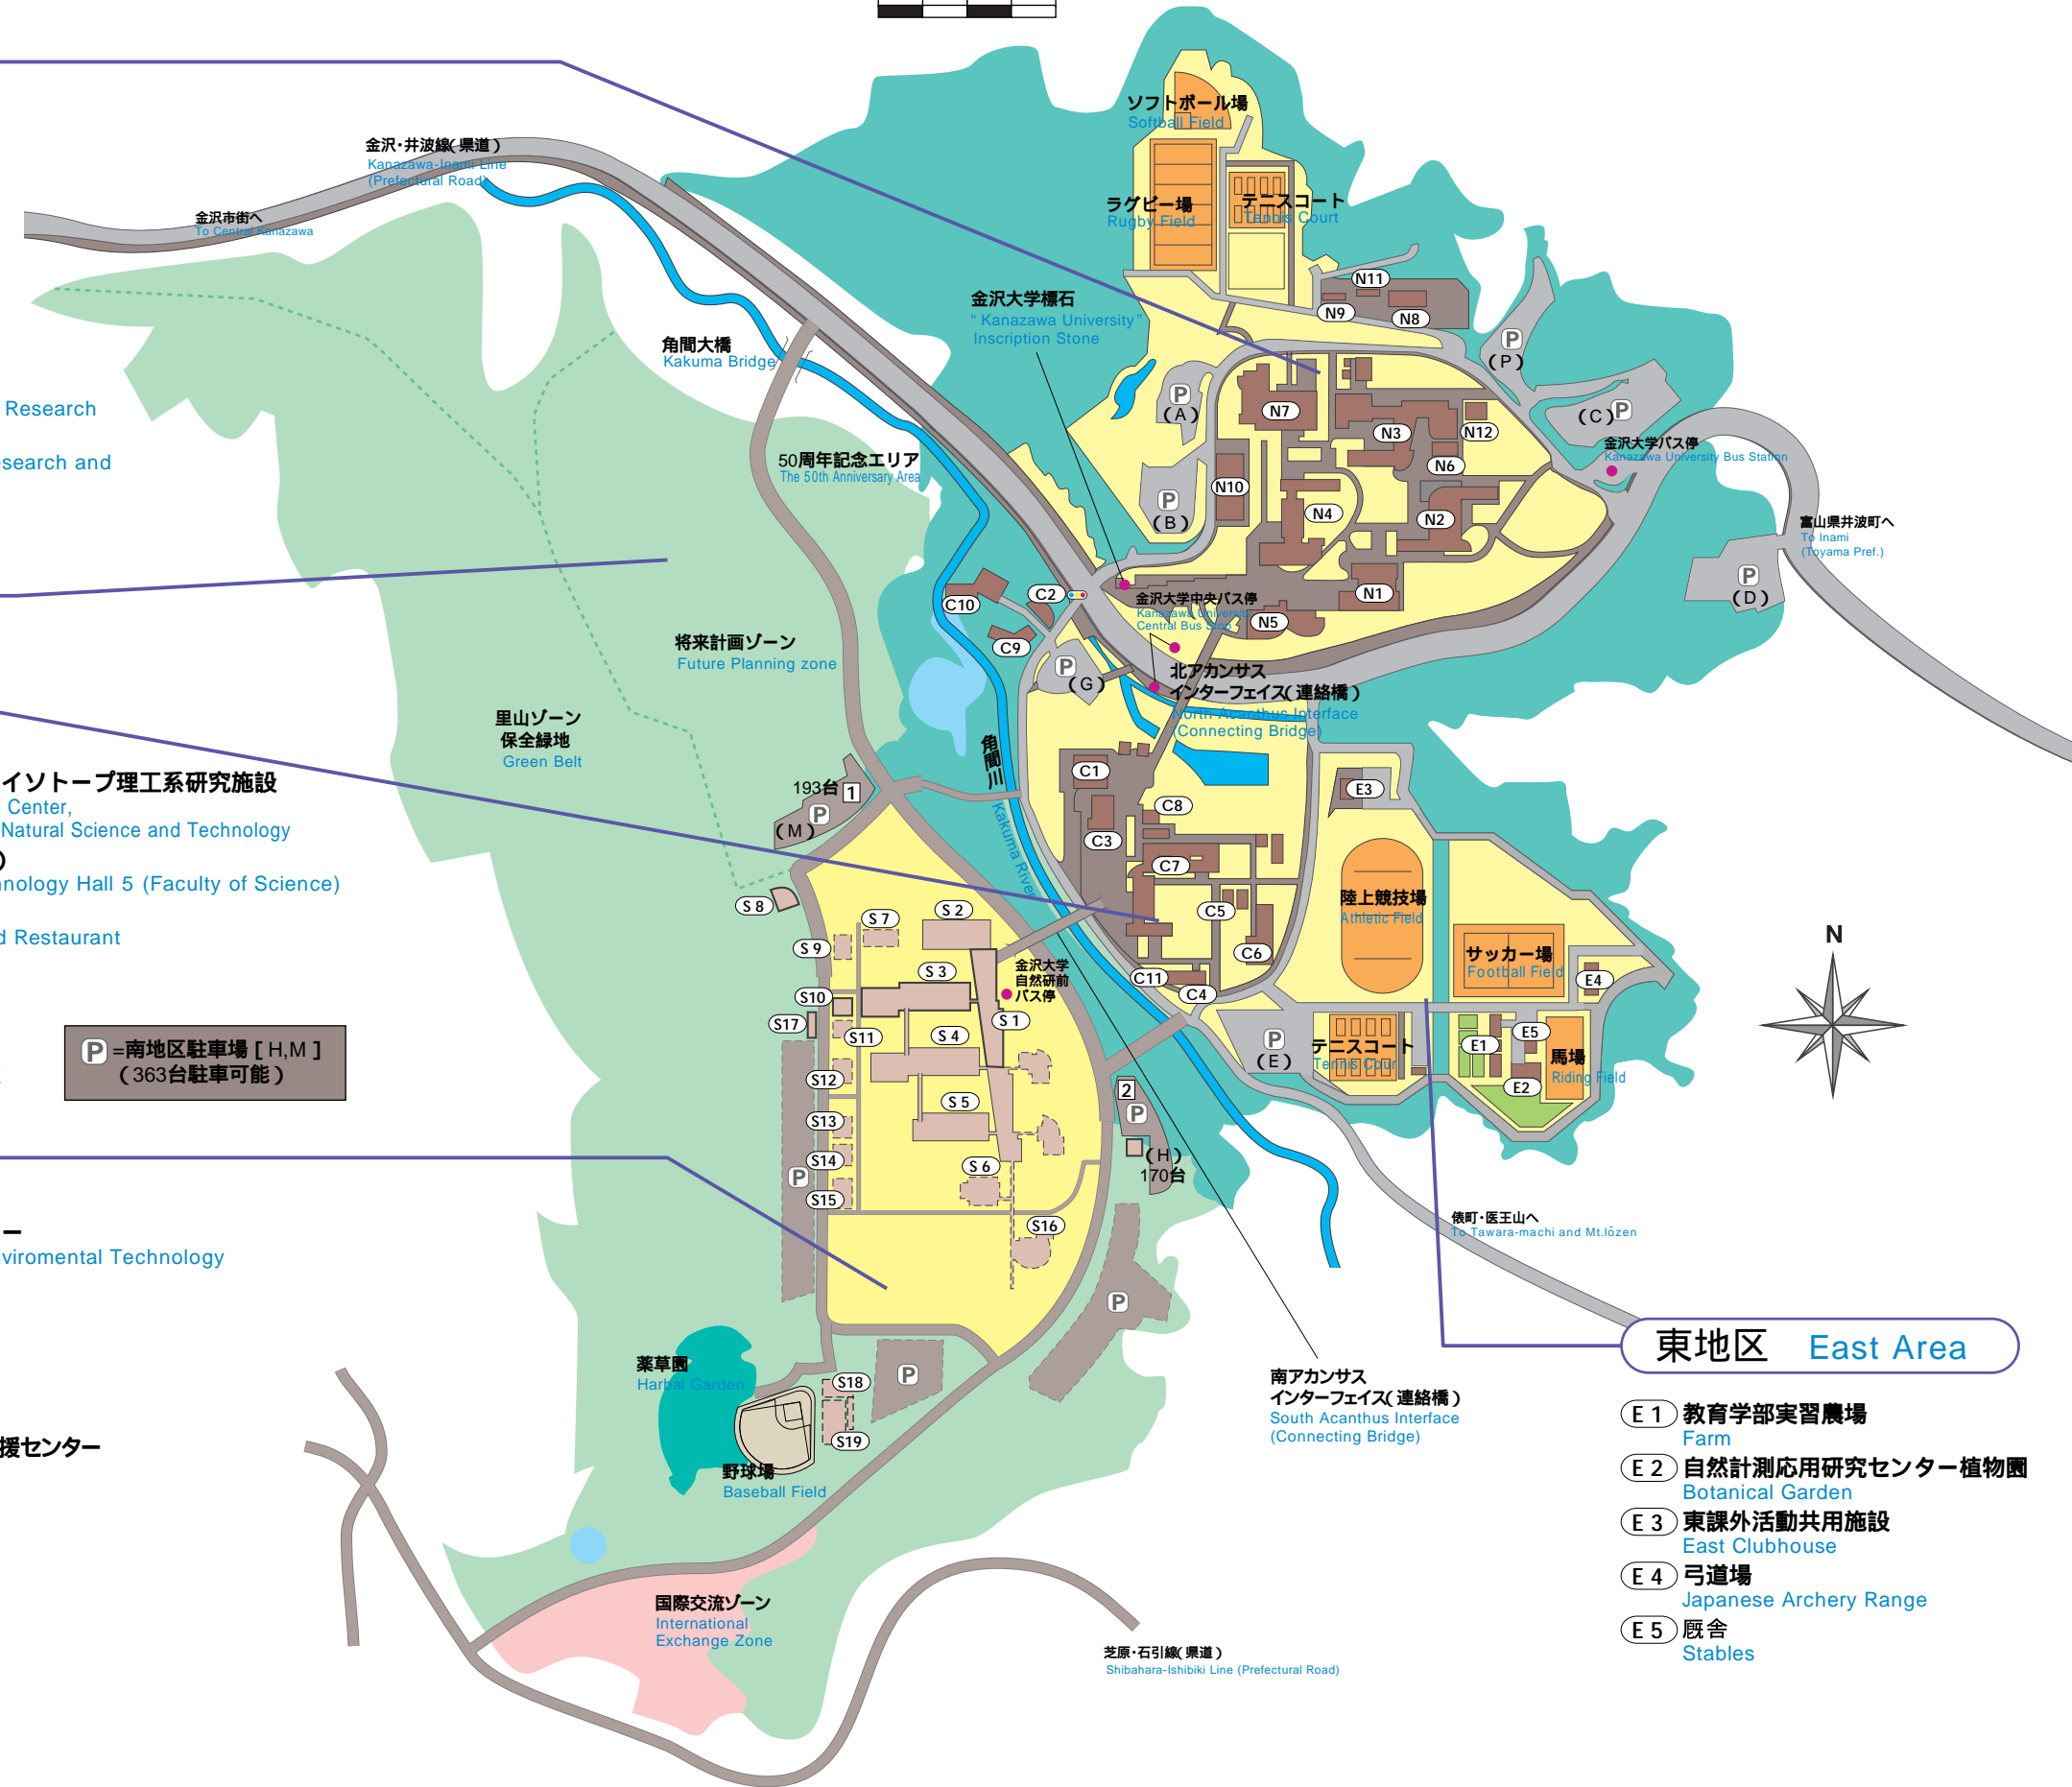 ソフトボール場
Softball Field
金沢・井波線(県道)
Kanazawa-Inami Line
(Prefectural Road)
金沢市街へ
To Central Kanazawa
ラグビー場
Rugby Field
テニスコート
Tennis Court
N11
N9
N8
金沢大学標石
“ Kanazawa University”
Inscription Stone
角間大橋
Kakuma Bridge
P
(P)
P
(A)
(C)
P
N7
N3
N12
N6
金沢大学バス停
Kanazawa University Bus Station
Research
search and
50周年記念エリア
The 50th Anniversary Area
N10
P
(B)
N4
N2
富山県井波町へ
To Inami
(Toyama Pref.)
P
(D)
C10
C2
N1
金沢大学中央バス停
Kanazawa University
Central Bus Stop
N5
C9
将来計画ゾーン
Future Planning zone
P
(G)
北アカンサス
インターフェイス(連絡橋)
North Acanthus Interface
(Connecting Bridge)
里山ゾーン
保全緑地
Green Belt
角間川
Kakuma River
イソトープ理工系研究施設
Center,
Natural Science and Technology
)
nology Hall 5 (Faculty of Science)
d Restaurant
193台
1
P
(M)
C1
C8
C3
C7
E3
C5
C6
C11
C4
陸上競技場
Athletic Field
サッカー場
Football Field
E4
N
S 8
S 7
S 2
S 9
S 3
金沢大学
自然研前
バス停
S10
S17
S11
S 4
S 1
P
=南地区駐車場 [ H,M ]
(363台駐車可能)
S12
S 5
S13
S14
P
S15
S 6
S16
P
(E)
テニスコート
Tennis Cour
E1
E5
E2
馬場
Riding Field
2
P
(H)
170台
俵町・医王山へ
To Tawara-machi and Mt.Iōzen
ー
nviromental Technology
P
P
薬草園
Harbal Garden
S18
S19
野球場
Baseball Field
援センター
南アカンサス
インターフェイス(連絡橋)
South Acanthus Interface
(Connecting Bridge)
東地区 East Area
E 1 教育学部実習農場
Farm
E 2 自然計測応用研究センター植物園
Botanical Garden
E 3 東課外活動共用施設
East Clubhouse
E 4 弓道場
Japanese Archery Range
E 5 厩舎
Stables
国際交流ゾーン
International
Exchange Zone
芝原・石引線(県道)
Shibahara-Ishibiki Line (Prefectural Road)